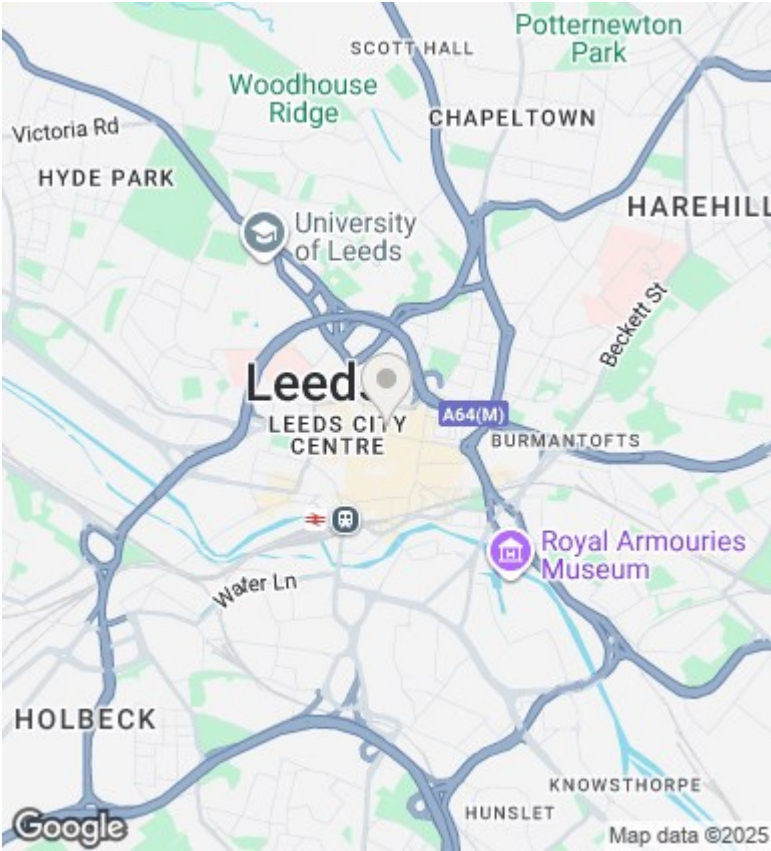 SCOTT HALL
Potternewton
Park
Woodhouse
Ridge
CHAPELTOWN
Victoria Rd
HYDE PARK
HAREHILL
University
of Leeds
Beckett St
Leeds
LEEDS CITY
CENTRE
A64(M)
BURMANTOFTS
Royal Armouries
Museum
Water Ln
HOLBECK
KNOWSTHORPE
HUNSLET
Google
Map data ©2025